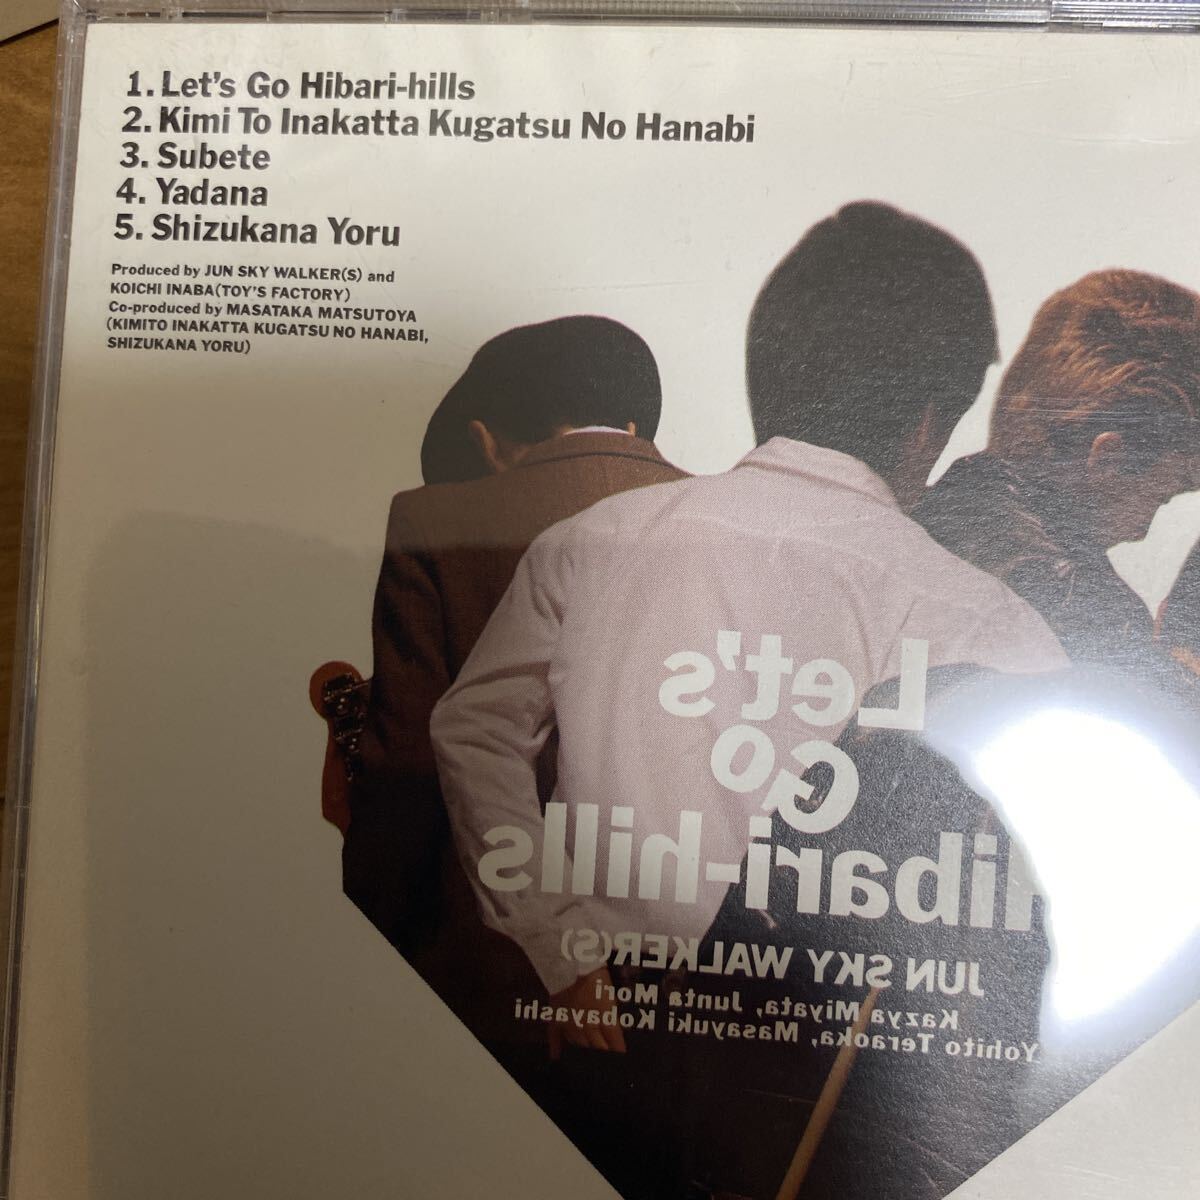 1. Let's Go Hibari-hills
2. Kimi To Inakatta Kugatsu No Hanabi
3. Subete
4. Yadana
5. Shizukana Yoru
Produced by JUN SKY WALKER(S) and
KOICHI INABA(TOY'S FACTORY)
Co-produced by MASATAKA MATSUTOYA
(KIMITO INAKATTA KUGATSU NO HANABI,
SHIZUKANA YORU)
Let's
Go
Hibari-hills
JUN SKY WALKER(S)
Kazya Miyata, Junta Mori
Yohito Teraoka, Masayuki Kobayashi